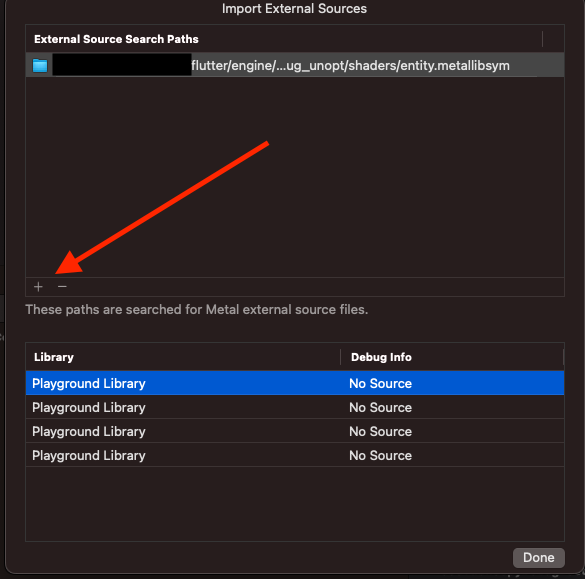 Import External Sources
External Source Search Paths
flutter/engine/...ug_unopt/shaders/entity.metallibsym
+ −
These paths are searched for Metal external source files.
Library Debug Info
Playground Library No Source
Playground Library No Source
Playground Library No Source
Playground Library No Source
Done